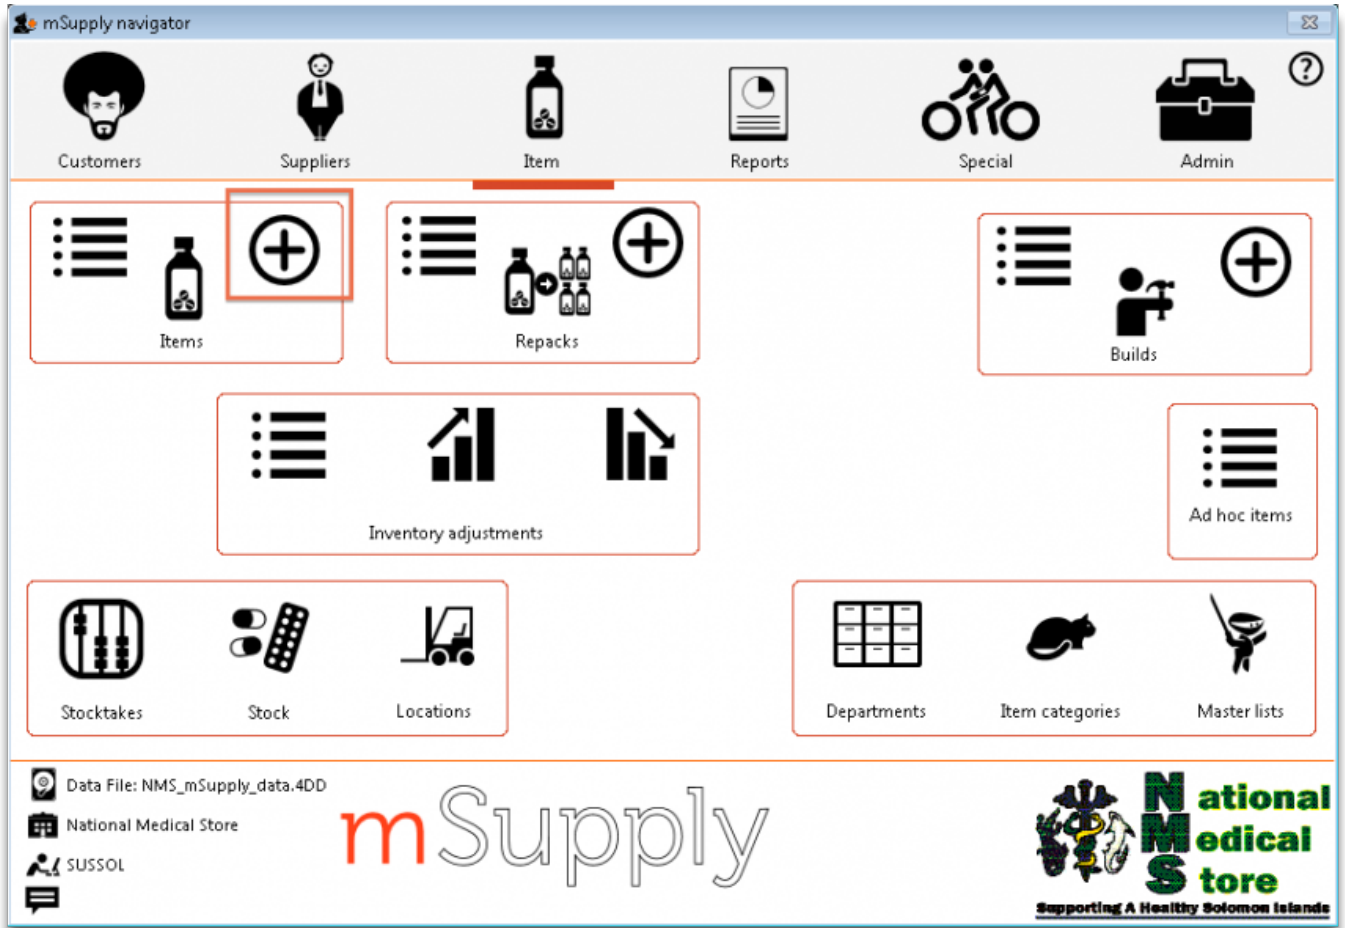 mSupply navigator
Customers
Suppliers
Item
Reports
Special
Admin
?
Items
Repacks
Builds
Inventory adjustments
Ad hoc items
Stocktakes
Stock
Locations
Departments
Item categories
Master lists
Data File: NMS_mSupply_data.4DD
National Medical Store
SUSSOL
mSupply
National
Medical
Store
Supporting A Healthy Solomon Islands